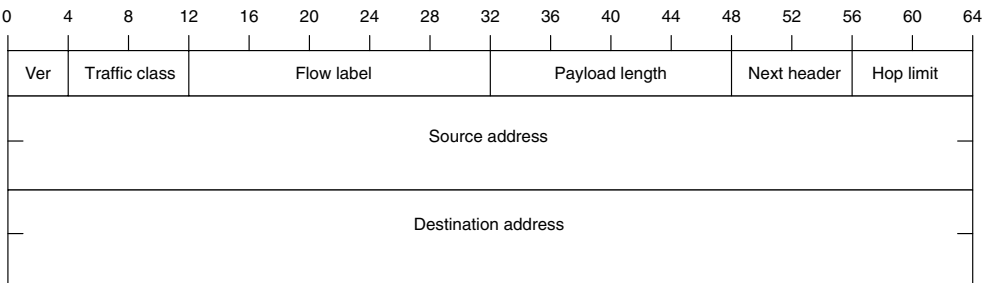 0 4 8 12 16 20 24 28 32 36 40 44 48 52 56 60 64
Ver Traffic class Flow label Payload length Next header Hop limit
Source address
Destination address